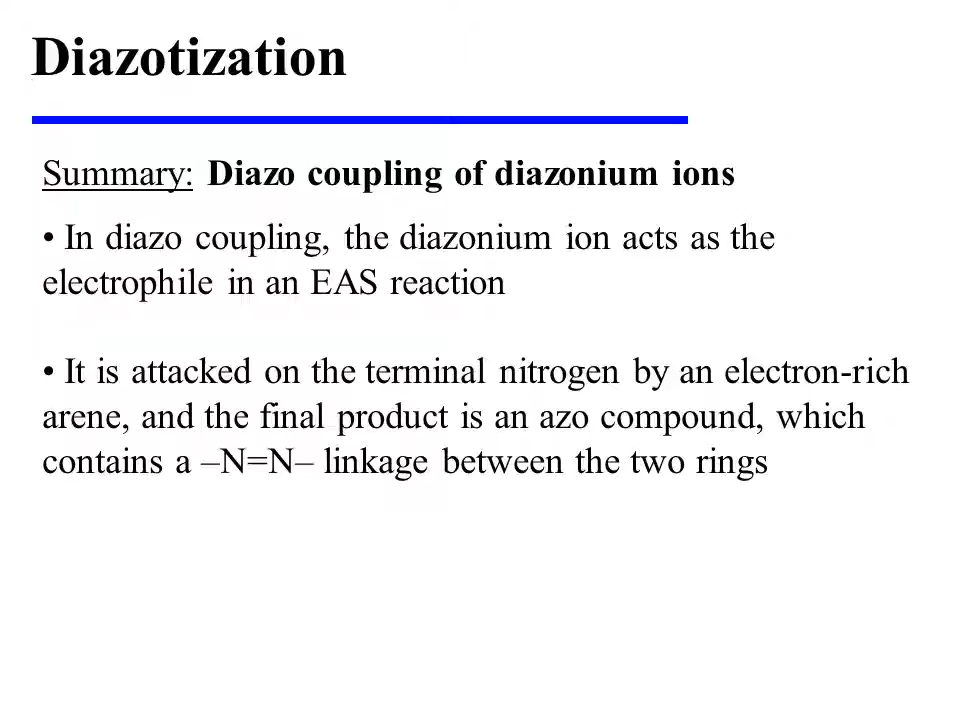 Diazotization
Summary: Diazo coupling of diazonium ions
• In diazo coupling, the diazonium ion acts as the
electrophile in an EAS reaction
• It is attacked on the terminal nitrogen by an electron-rich
arene, and the final product is an azo compound, which
contains a –N=N– linkage between the two rings